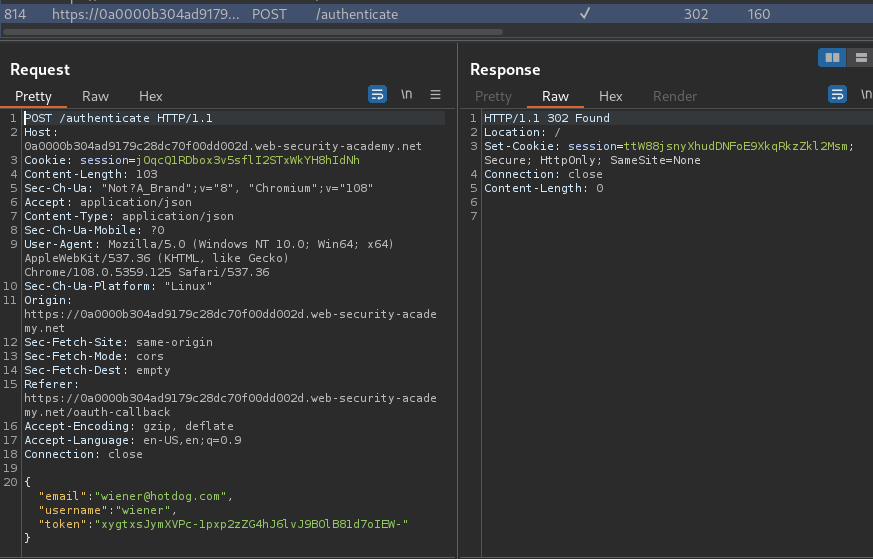 814 https://0a0000b304ad9179... POST /authenticate ✓ 302 160
Request
Pretty Raw Hex \n
1 POST /authenticate HTTP/1.1
2 Host:
0a0000b304ad9179c28dc70f00dd002d.web-security-academy.net
3 Cookie: session=jOqcQ1RDbox3v5sflI2STxWkYH8hIdNh
4 Content-Length: 103
5 Sec-Ch-Ua: "Not?A_Brand";v="8", "Chromium";v="108"
6 Accept: application/json
7 Content-Type: application/json
8 Sec-Ch-Ua-Mobile: ?0
9 User-Agent: Mozilla/5.0 (Windows NT 10.0; Win64; x64)
AppleWebKit/537.36 (KHTML, like Gecko)
Chrome/108.0.5359.125 Safari/537.36
10 Sec-Ch-Ua-Platform: "Linux"
11 Origin:
https://0a0000b304ad9179c28dc70f00dd002d.web-security-acade
my.net
12 Sec-Fetch-Site: same-origin
13 Sec-Fetch-Mode: cors
14 Sec-Fetch-Dest: empty
15 Referer:
https://0a0000b304ad9179c28dc70f00dd002d.web-security-acade
my.net/oauth-callback
16 Accept-Encoding: gzip, deflate
17 Accept-Language: en-US,en;q=0.9
18 Connection: close
19
20 {
"email":"wiener@hotdog.com",
"username":"wiener",
"token":"xygtxsJymXVPc-1pxp2zZG4hJ6lvJ9BOlB81d7oIEW-"
}
Response
Pretty Raw Hex Render \n
1 HTTP/1.1 302 Found
2 Location: /
3 Set-Cookie: session=ttW88jsnyXhudDNFoE9XkqRkzZkl2Msm;
Secure; HttpOnly; SameSite=None
4 Connection: close
5 Content-Length: 0
6
7